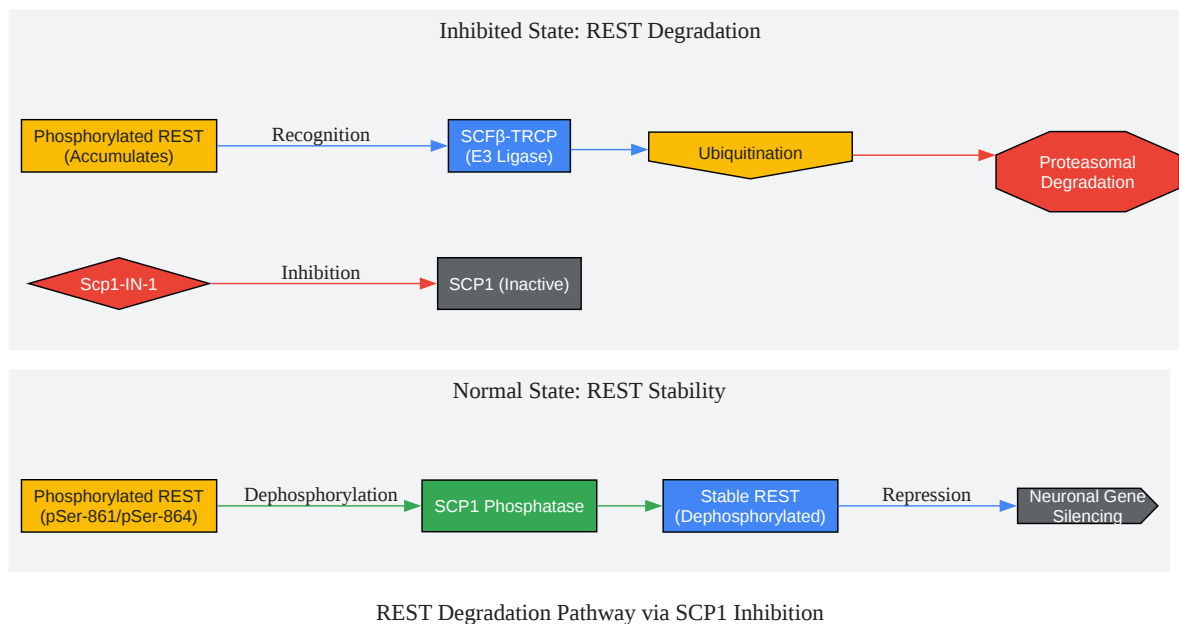 Inhibited State: REST Degradation
Phosphorylated REST
(Accumulates)
Recognition
SCFβ-TRCP
(E3 Ligase)
Ubiquitination
Proteasomal
Degradation
Scp1-IN-1
Inhibition
SCP1 (Inactive)
Normal State: REST Stability
Phosphorylated REST
(pSer-861/pSer-864)
Dephosphorylation
SCP1 Phosphatase
Stable REST
(Dephosphorylated)
Repression
Neuronal Gene
Silencing
REST Degradation Pathway via SCP1 Inhibition